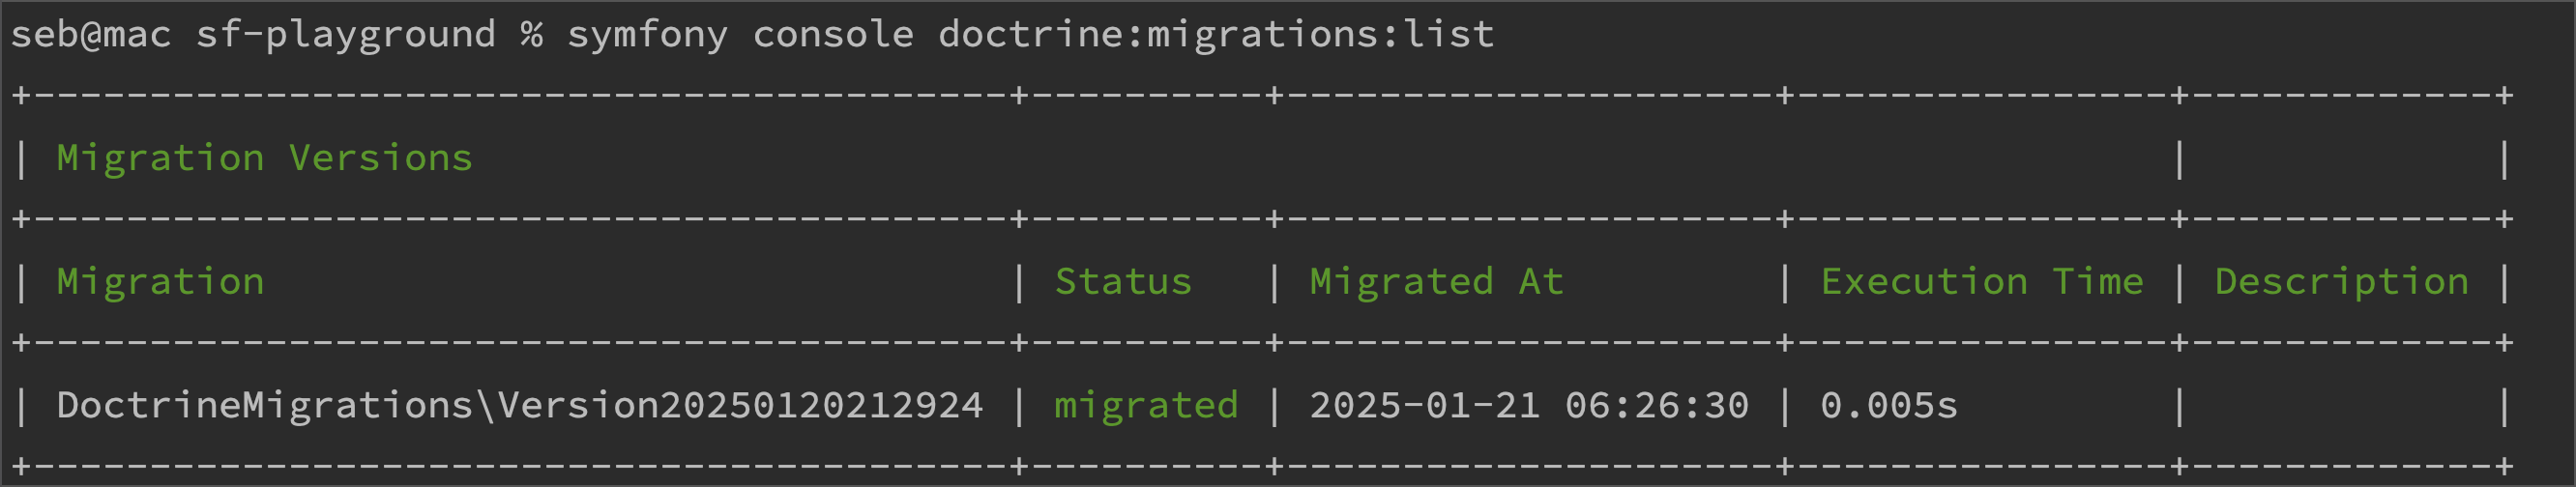 seb@mac sf-playground % symfony console doctrine:migrations:list
+------------------------------------------+----------+---------------------+----------------+-------------+
| Migration Versions                                                         |                |             |
+------------------------------------------+----------+---------------------+----------------+-------------+
| Migration                                | Status   | Migrated At         | Execution Time | Description |
+------------------------------------------+----------+---------------------+----------------+-------------+
| DoctrineMigrations\Version20250120212924 | migrated | 2025-01-21 06:26:30 | 0.005s         |             |
+------------------------------------------+----------+---------------------+----------------+-------------+